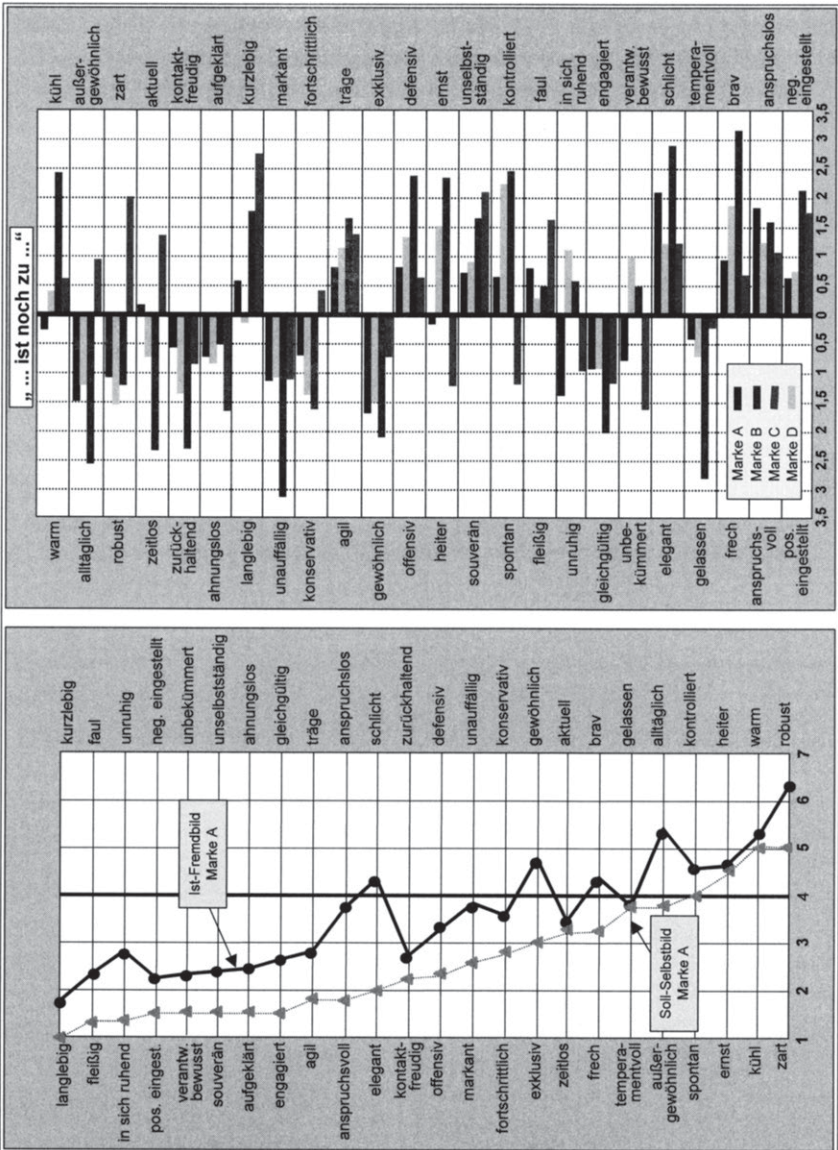 langlebig
fleißig
in sich ruhend
pos. eingest.
verantw.
bewusst
souverän
aufgeklärt
engagiert
agil
anspruchsvoll
elegant
kontakt-
freudig
offensiv
markant
fortschrittlich
exklusiv
zeitlos
frech
tempera-
mentvoll
außer-
gewöhnlich
spontan
ernst
kühl
zart
Ist-Fremdbild
Marke A
Soll-Selbstbild
Marke A
kurzlebig
faul
unruhig
neg. eingestellt
unbekümmert
unselbstständig
ahnungslos
gleichgültig
träge
anspruchslos
schlicht
zurückhaltend
defensiv
unauffällig
konservativ
gewöhnlich
aktuell
brav
gelassen
alltäglich
kontrolliert
heiter
warm
robust
1 2 3 4 5 6 7
„ ... ist noch zu ...“
warm
alltäglich
robust
zeitlos
zurück-
haltend
ahnungslos
langlebig
unauffällig
konservativ
agil
gewöhnlich
offensiv
heiter
souverän
spontan
fleißig
unruhig
gleichgültig
unbe-
kümmert
elegant
gelassen
frech
anspruchs-
voll
pos.
eingestellt
Marke A
Marke B
Marke C
Marke D
kühl
außer-
gewöhnlich
zart
aktuell
kontakt-
freudig
aufgeklärt
kurzlebig
markant
fortschrittlich
träge
exklusiv
defensiv
ernst
unselbst-
ständig
kontrolliert
faul
in sich
ruhend
engagiert
verantw.
bewusst
schlicht
tempera-
mentvoll
brav
anspruchslos
neg.
eingestellt
3,5 3 2,5 2 1,5 1 0,5 0 0,5 1 1,5 2 2,5 3 3,5